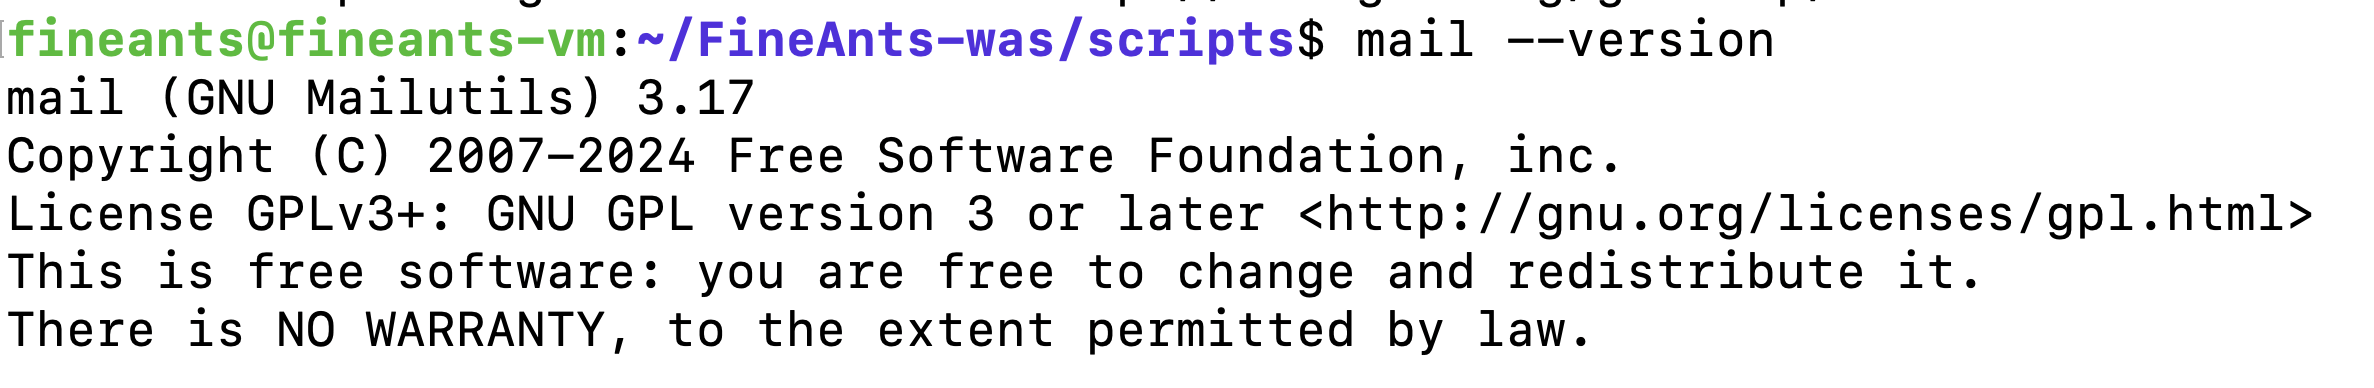 fineants@fineants-vm:~/FineAnts-was/scripts$ mail --version
mail (GNU Mailutils) 3.17
Copyright (C) 2007-2024 Free Software Foundation, inc.
License GPLv3+: GNU GPL version 3 or later <http://gnu.org/licenses/gpl.html>
This is free software: you are free to change and redistribute it.
There is NO WARRANTY, to the extent permitted by law.